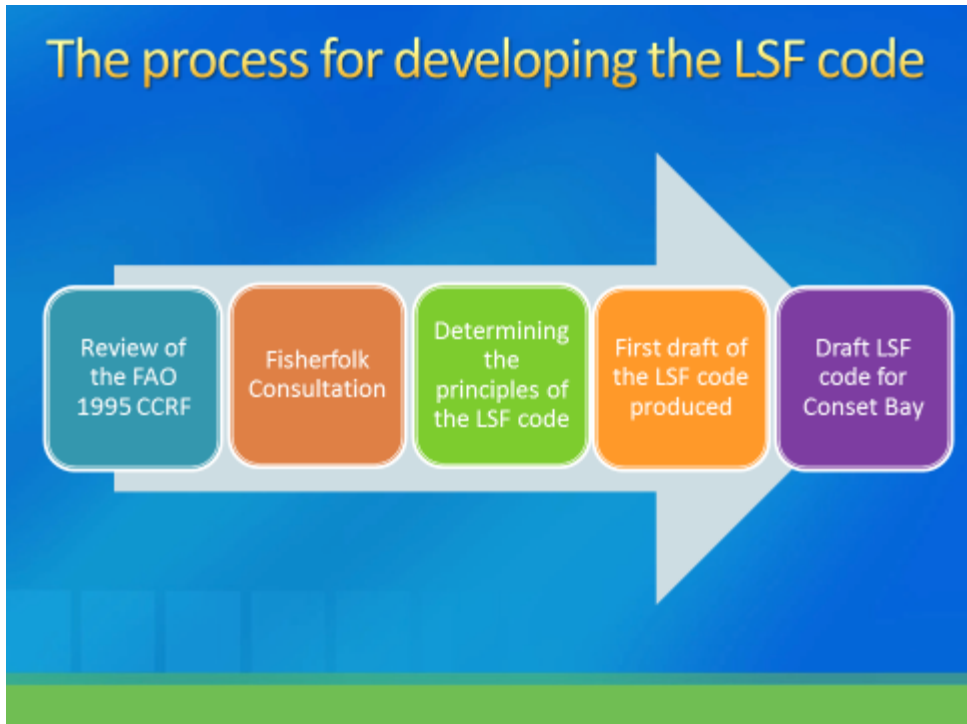 The process for developing the LSF code
Review of
the FAO
1995 CCRF
Fisherfolk
Consultation
Determining
the
principles of
the LSF code
First draft of
the LSF code
produced
Draft LSF
code for
Conset Bay